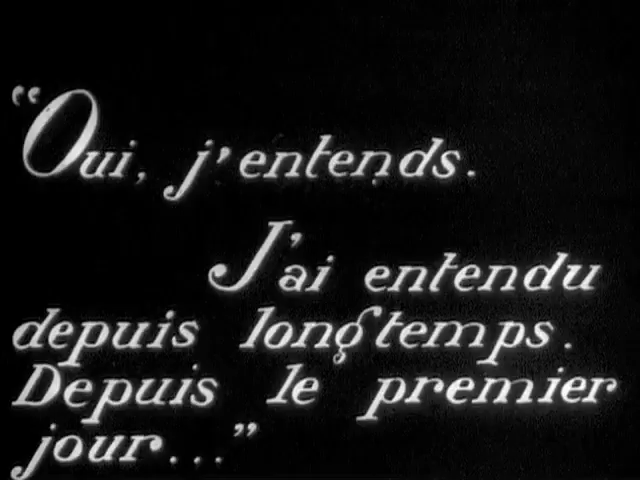 “Oui, j'entends.
J'ai entendu
depuis longtemps.
Depuis le premier
jour...”